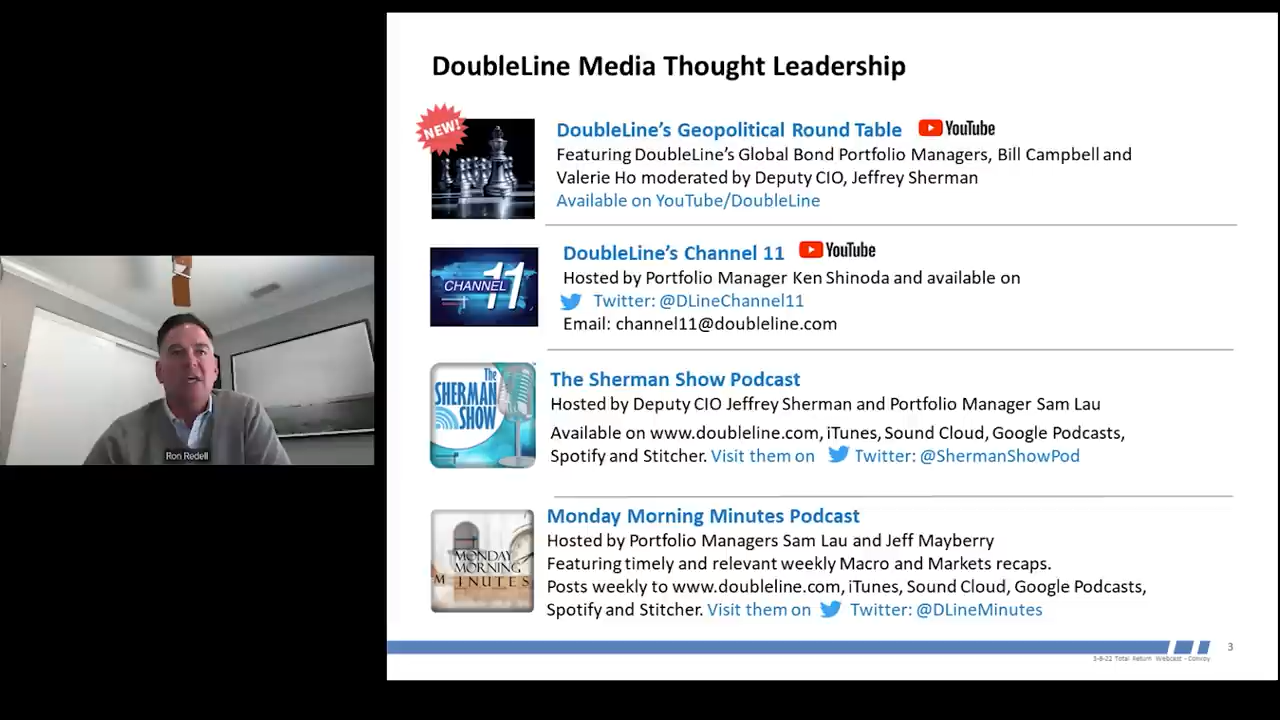 DoubleLine Media Thought Leadership
NEW!
DoubleLine's Geopolitical Round Table
YouTube
Featuring DoubleLine's Global Bond Portfolio Managers, Bill Campbell and
Valerie Ho moderated by Deputy CIO, Jeffrey Sherman
Available on YouTube/DoubleLine
CHANNEL 11
DoubleLine's Channel 11
YouTube
Hosted by Portfolio Manager Ken Shinoda and available on
Twitter: @DLineChannel11
Email: channel11@doubleline.com
The
SHERMAN
SHOW
The Sherman Show Podcast
Hosted by Deputy CIO Jeffrey Sherman and Portfolio Manager Sam Lau
Available on www.doubleline.com, iTunes, Sound Cloud, Google Podcasts,
Spotify and Stitcher. Visit them on Twitter: @ShermanShowPod
Ron Redell
MONDAY
MORNING
MINUTES
Monday Morning Minutes Podcast
Hosted by Portfolio Managers Sam Lau and Jeff Mayberry
Featuring timely and relevant weekly Macro and Markets recaps.
Posts weekly to www.doubleline.com, iTunes, Sound Cloud, Google Podcasts,
Spotify and Stitcher. Visit them on Twitter: @DLineMinutes
3
3-8-22 Total Return Webcast - Convoy